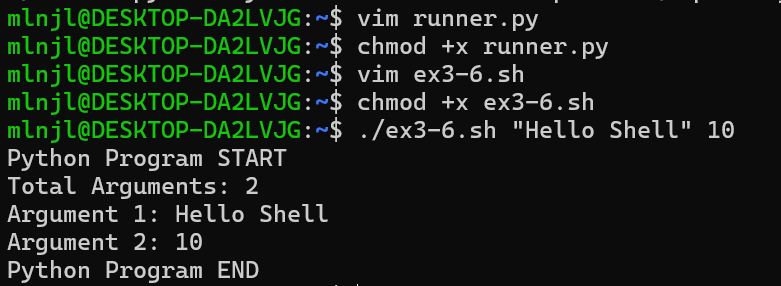 mlnjl@DESKTOP-DA2LVJG:~$ vim runner.py
mlnjl@DESKTOP-DA2LVJG:~$ chmod +x runner.py
mlnjl@DESKTOP-DA2LVJG:~$ vim ex3-6.sh
mlnjl@DESKTOP-DA2LVJG:~$ chmod +x ex3-6.sh
mlnjl@DESKTOP-DA2LVJG:~$ ./ex3-6.sh "Hello Shell" 10
Python Program START
Total Arguments: 2
Argument 1: Hello Shell
Argument 2: 10
Python Program END